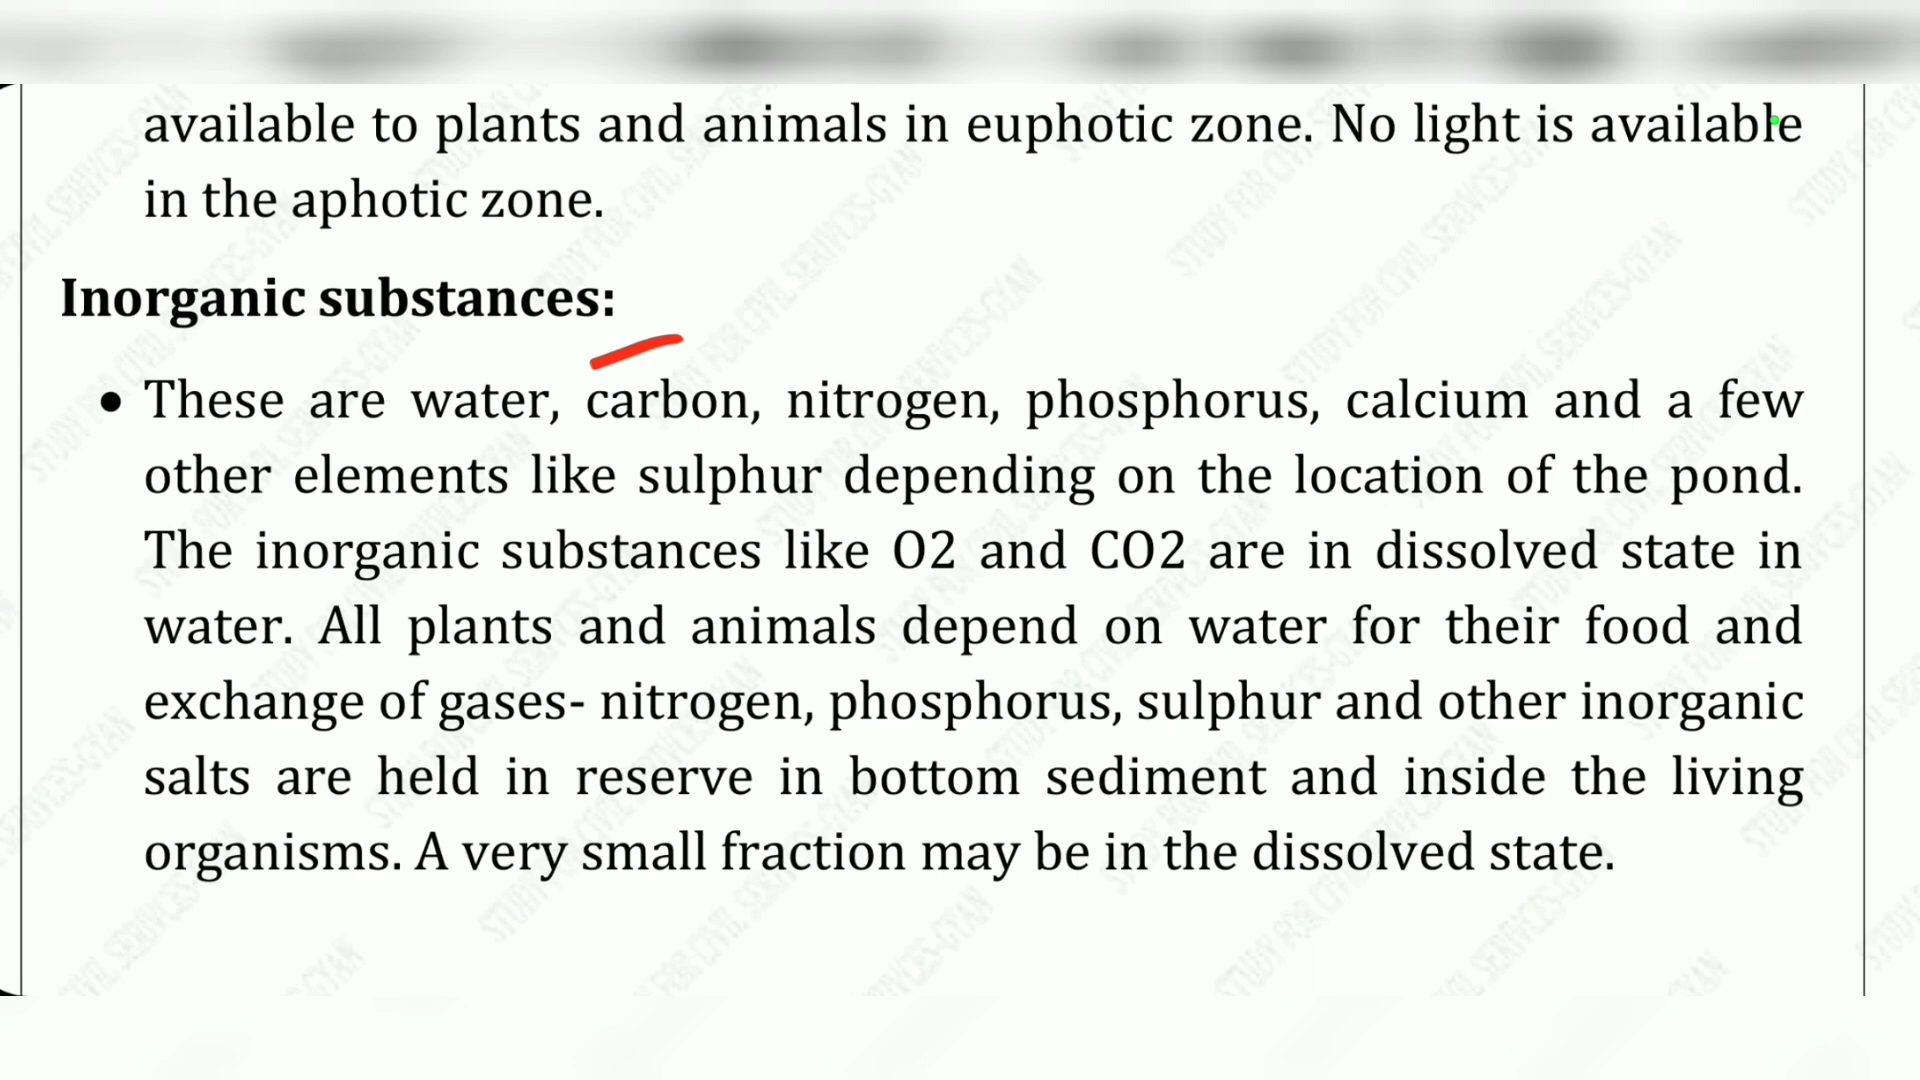 available to plants and animals in euphotic zone. No light is available
in the aphotic zone.
Inorganic substances:
• These are water, carbon, nitrogen, phosphorus, calcium and a few
other elements like sulphur depending on the location of the pond.
The inorganic substances like O2 and CO2 are in dissolved state in
water. All plants and animals depend on water for their food and
exchange of gases- nitrogen, phosphorus, sulphur and other inorganic
salts are held in reserve in bottom sediment and inside the living
organisms. A very small fraction may be in the dissolved state.